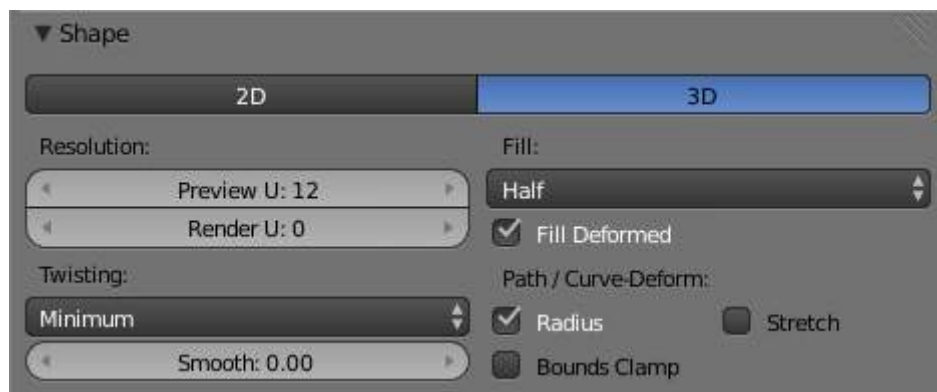 Shape
2D 3D
Resolution: Fill:
Preview U: 12 Half
Render U: 0 Fill Deformed
Twisting: Path / Curve-Deform:
Minimum Radius Stretch
Smooth: 0.00 Bounds Clamp